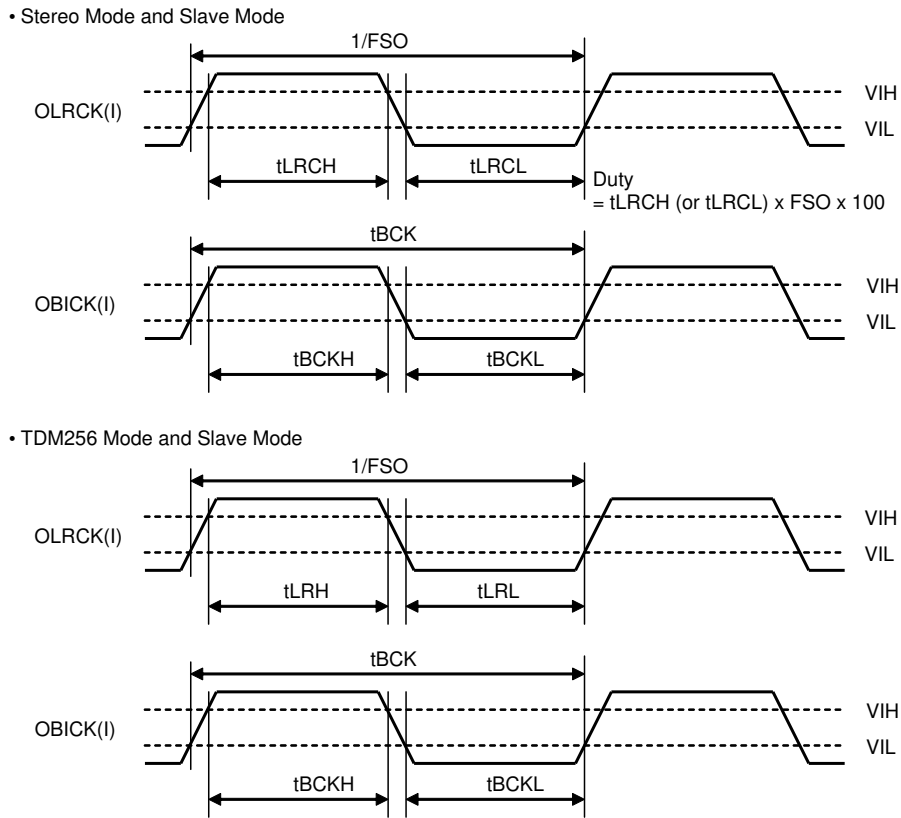 • Stereo Mode and Slave Mode
1/FSO
OLRCK(I)
VIH
VIL
tLRCH
tLRCL
Duty
= tLRCH (or tLRCL) x FSO x 100
tBCK
OBICK(I)
VIH
VIL
tBCKH
tBCKL
• TDM256 Mode and Slave Mode
1/FSO
OLRCK(I)
VIH
VIL
tLRH
tLRL
tBCK
OBICK(I)
VIH
VIL
tBCKH
tBCKL